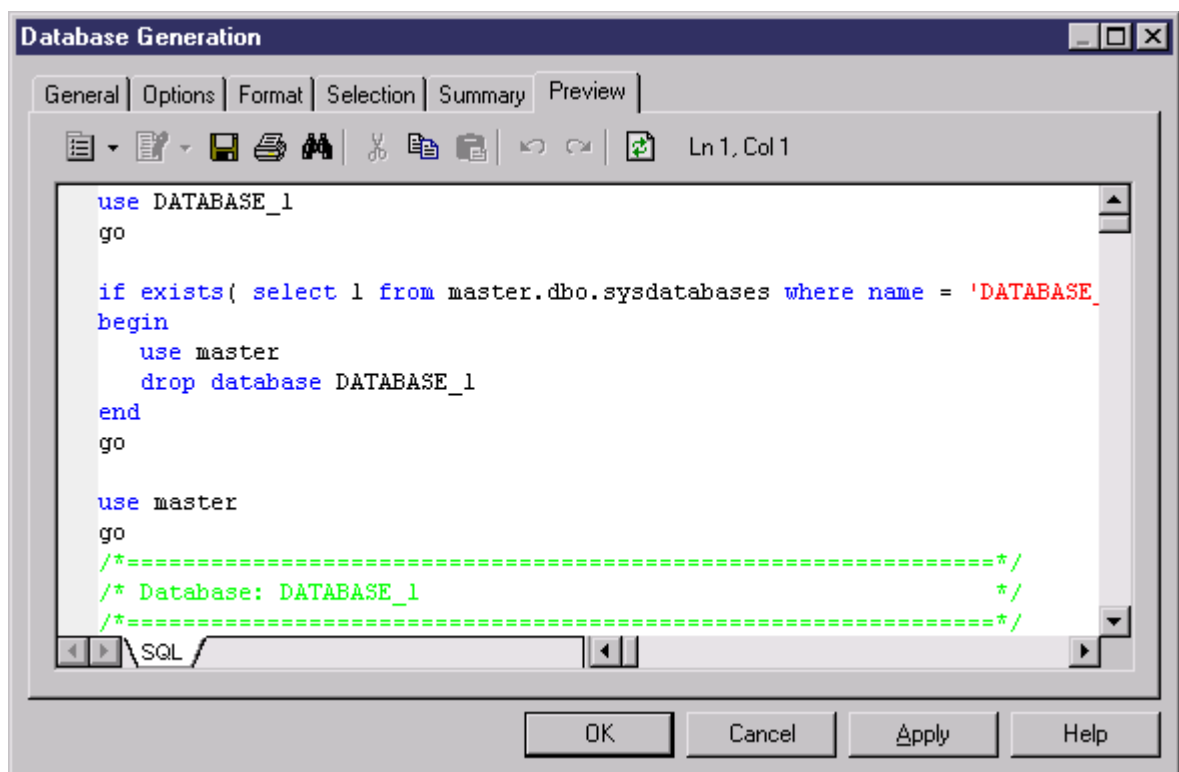 Database Generation
General Options Format Selection Summary Preview
Ln 1, Col 1
use DATABASE_1
go
if exists( select 1 from master.dbo.sysdatabases where name = 'DATABASE_
begin
use master
drop database DATABASE_1
end
go
use master
go
/*==============================================================*/
/* Database: DATABASE_1                                         */
/*==============================================================*/
SQL
OK Cancel Apply Help